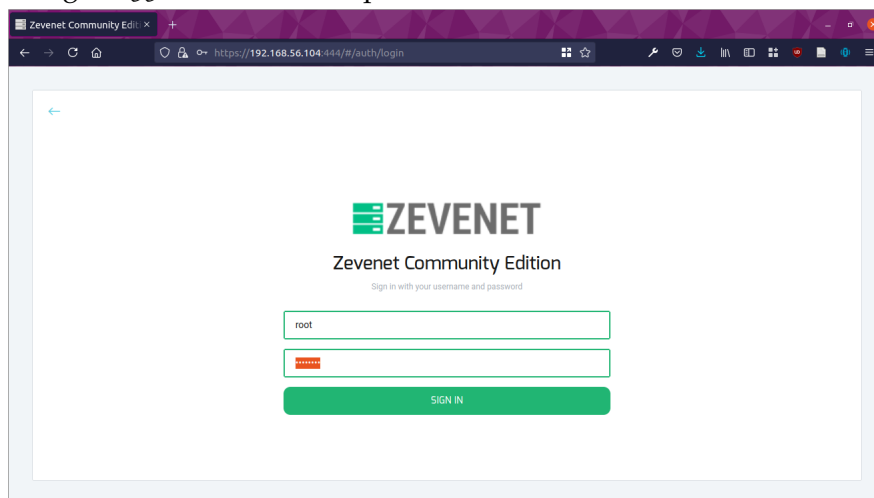 Zevenet Community Edit
https://192.168.56.104:444/#/auth/login
ZEVENET
Zevenet Community Edition
Sign in with your username and password
root
SIGN IN